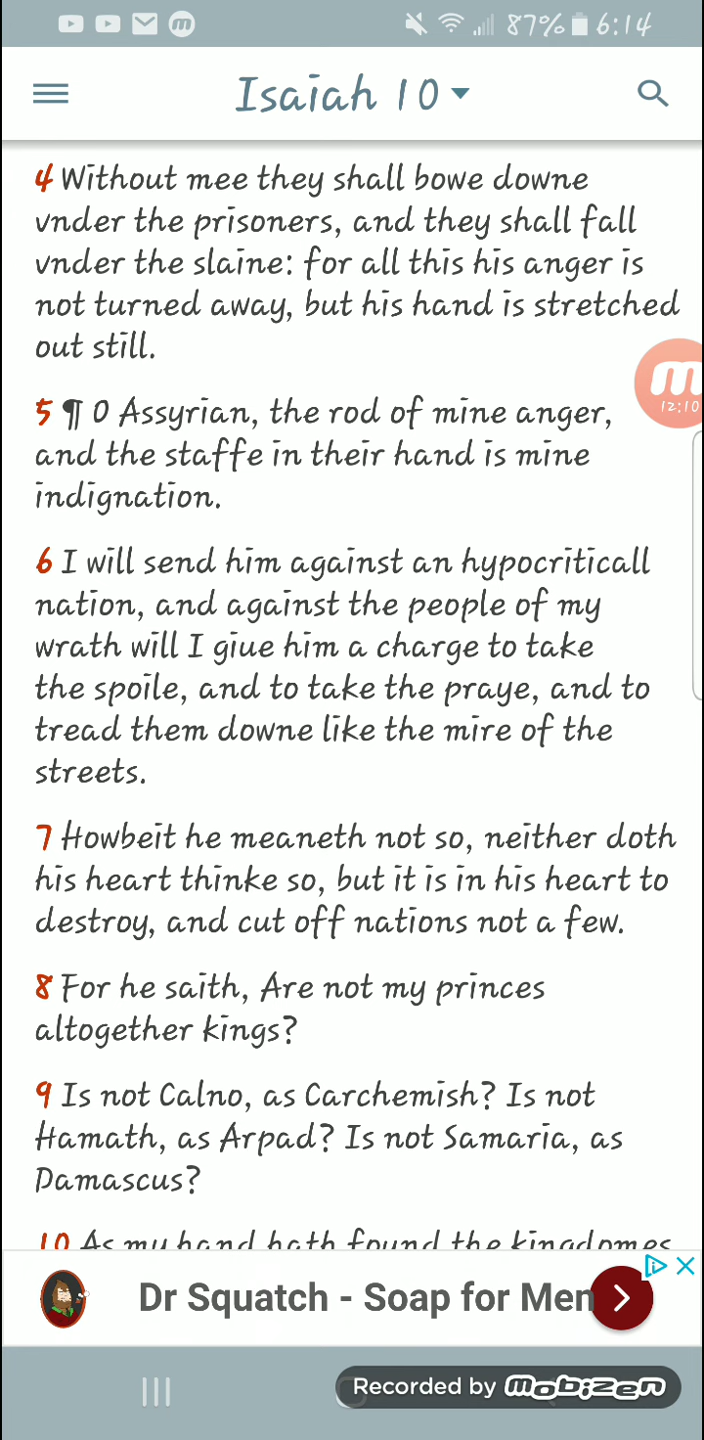 87% 6:14
Isaiah 10
4 Without mee they shall bowe downe
vnder the prisoners, and they shall fall
vnder the slaine: for all this his anger is
not turned away, but his hand is stretched
out still.
m
12:10
5 ¶ O Assyrian, the rod of mine anger,
and the staffe in their hand is mine
indignation.
6 I will send him against an hypocriticall
nation, and against the people of my
wrath will I giue him a charge to take
the spoile, and to take the praye, and to
tread them downe like the mire of the
streets.
7 Howbeit he meaneth not so, neither doth
his heart thinke so, but it is in his heart to
destroy, and cut off nations not a few.
8 For he saith, Are not my princes
altogether kings?
9 Is not Calno, as Carchemish? Is not
Hamath, as Arpad? Is not Samaria, as
Damascus?
10 As my hand hath found the kingdomes
Dr Squatch - Soap for Men
Recorded by mobizen